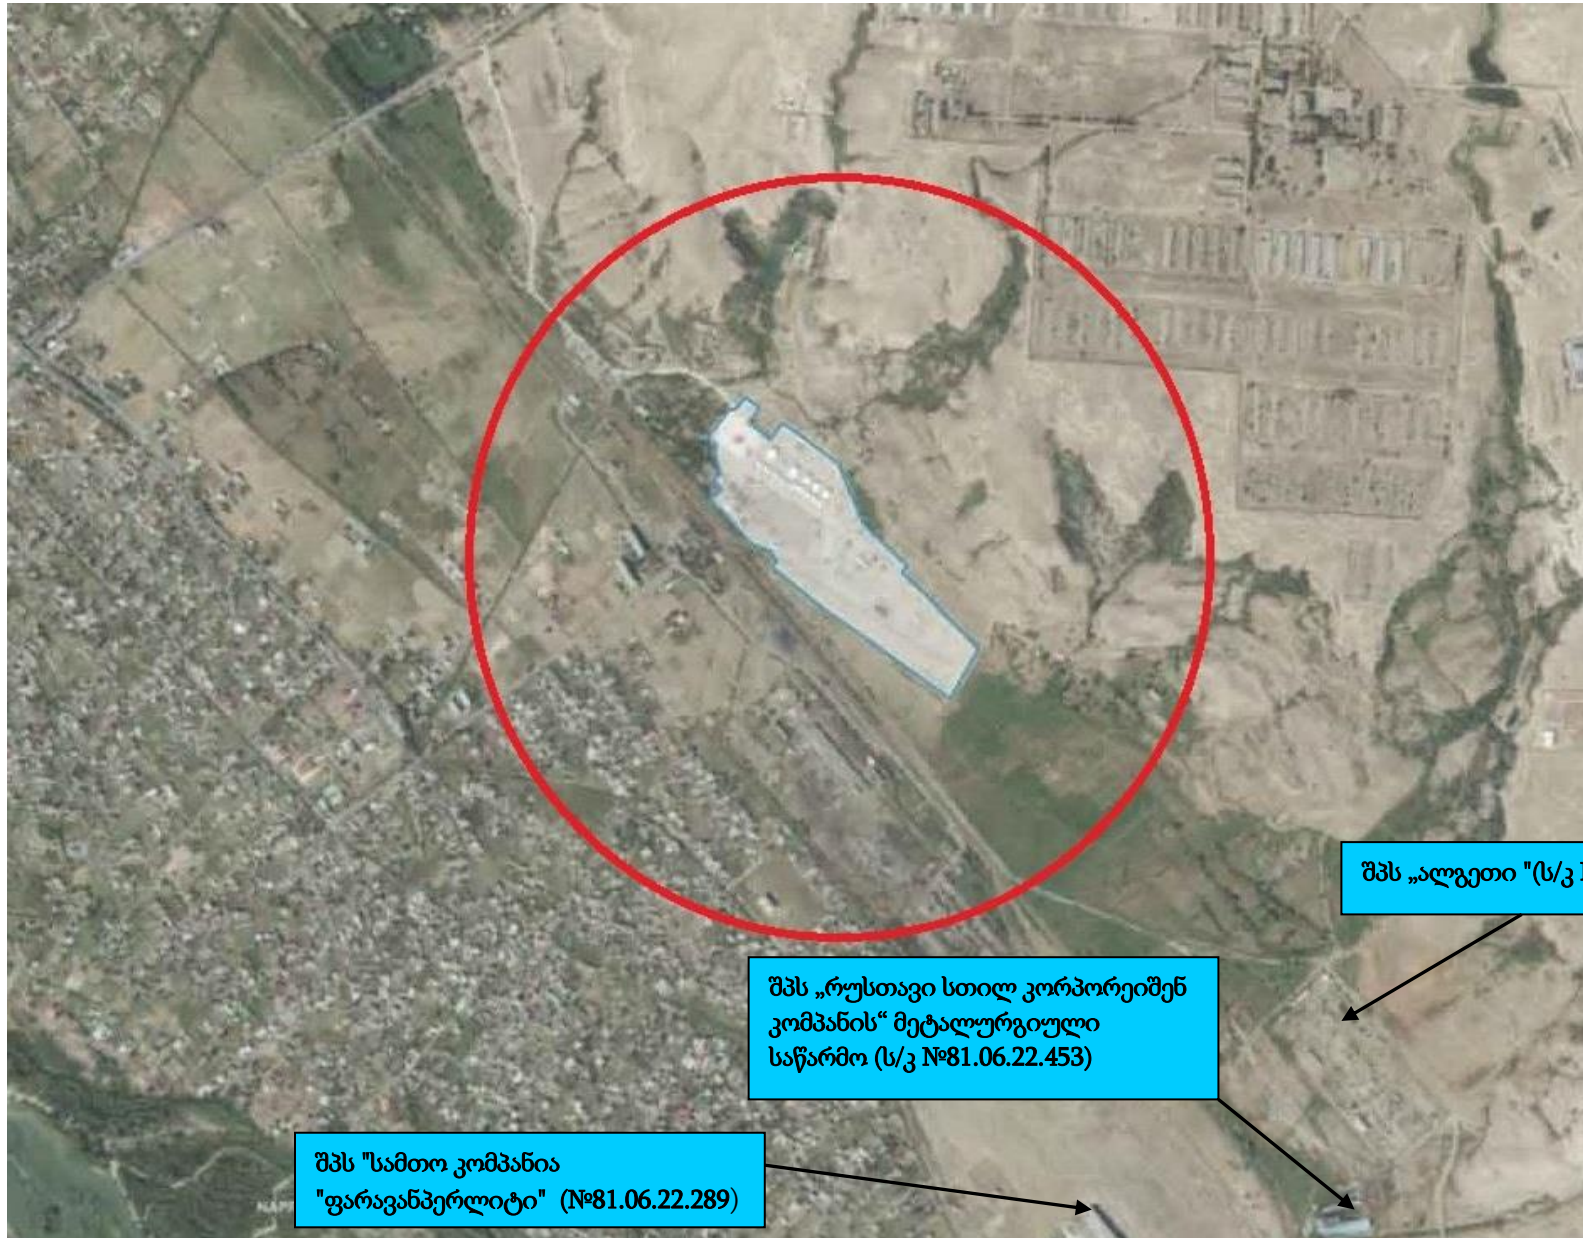 შპს „ალგეთი "(ს/კ
შპს „რუსთავი სთილ კორპორეიშენ
კომპანის“ მეტალურგიული
საწარმო (ს/კ №81.06.22.453)
შპს "სამთო კომპანია
"ფარავანპერლიტი" (№81.06.22.289)